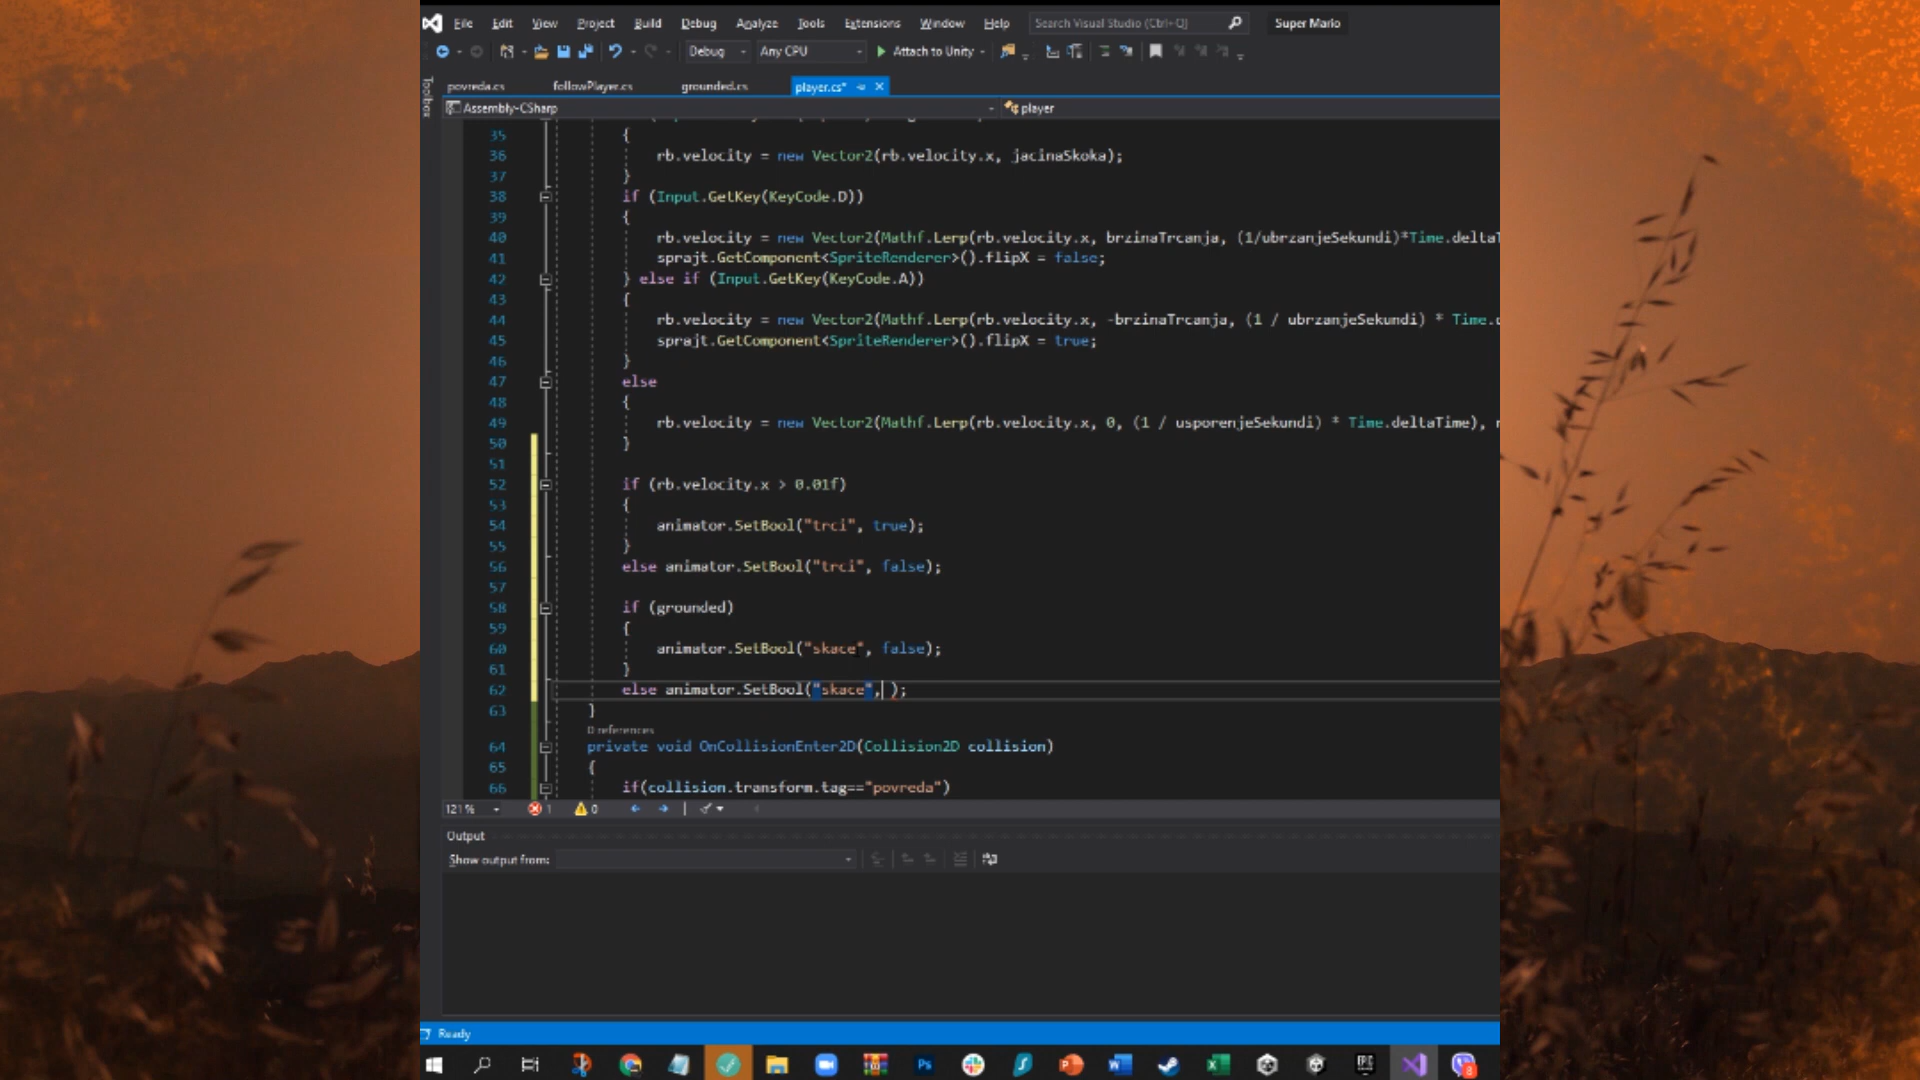 File Edit View Project Build Debug Analyze Tools Extensions Window Help Search Visual Studio (Ctrl+Q) Super Mario
Debug Any CPU Attach to Unity
Toolbox
povreda.cs followPlayer.cs grounded.cs player.cs*
Assembly-CSharp player
35 {
36 rb.velocity = new Vector2(rb.velocity.x, jacinaSkoka);
37 }
38 if (Input.GetKey(KeyCode.D))
39 {
40 rb.velocity = new Vector2(Mathf.Lerp(rb.velocity.x, brzinaTrcanja, (1/ubrzanjeSekundi)*Time.deltaT
41 sprajt.GetComponent<SpriteRenderer>().flipX = false;
42 } else if (Input.GetKey(KeyCode.A))
43 {
44 rb.velocity = new Vector2(Mathf.Lerp(rb.velocity.x, -brzinaTrcanja, (1 / ubrzanjeSekundi) * Time.d
45 sprajt.GetComponent<SpriteRenderer>().flipX = true;
46 }
47 else
48 {
49 rb.velocity = new Vector2(Mathf.Lerp(rb.velocity.x, 0, (1 / usporenjeSekundi) * Time.deltaTime), r
50 }
51
52 if (rb.velocity.x > 0.01f)
53 {
54 animator.SetBool("trci", true);
55 }
56 else animator.SetBool("trci", false);
57
58 if (grounded)
59 {
60 animator.SetBool("skace", false);
61 }
62 else animator.SetBool("skace", );
63 }
0 references
64 private void OnCollisionEnter2D(Collision2D collision)
65 {
66 if(collision.transform.tag=="povreda")
121 % 1 0
Output
Show output from:
Ready
Ps
EPIC
8